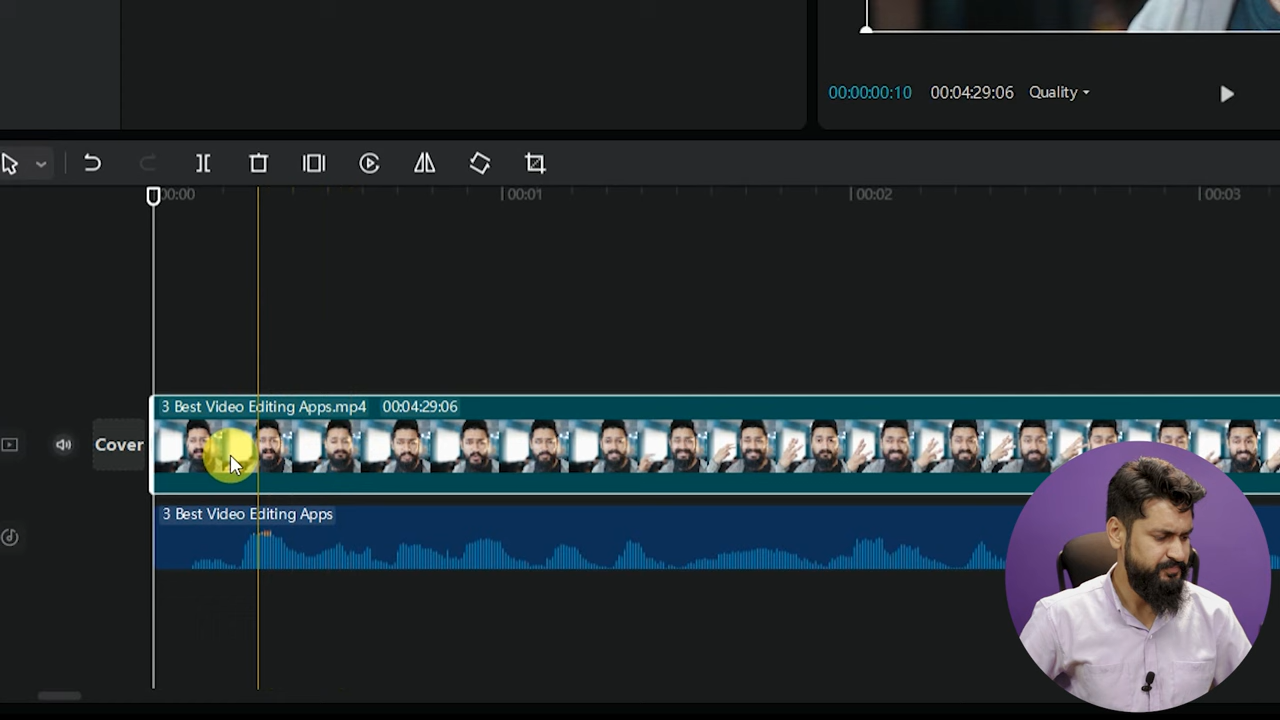 00:00:00:10 00:04:29:06 Quality
00:00 00:01 00:02 00:03
3 Best Video Editing Apps.mp4 00:04:29:06
Cover
3 Best Video Editing Apps